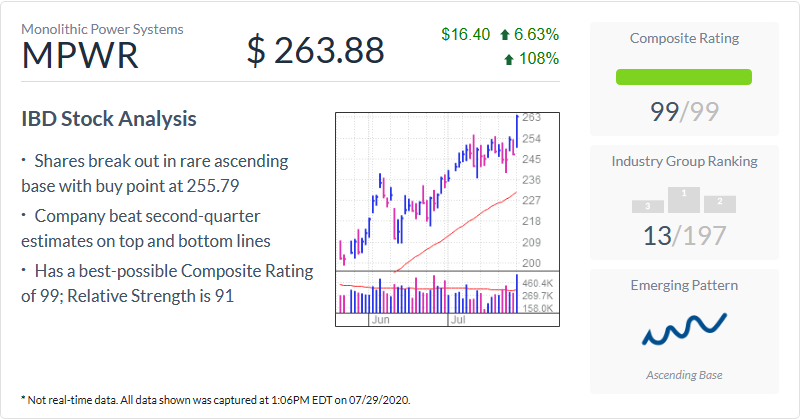 Monolithic Power Systems
MPWR
$ 263.88
$16.40 6.63%
108%
IBD Stock Analysis
· Shares break out in rare ascending
base with buy point at 255.79
· Company beat second-quarter
estimates on top and bottom lines
· Has a best-possible Composite Rating
of 99; Relative Strength is 91
263
254
245
236
227
218
209
200
460.4K
269.7K
158.0K
Jun
Jul
Composite Rating
99/99
Industry Group Ranking
3
1
2
13/197
Emerging Pattern
Ascending Base
* Not real-time data. All data shown was captured at 1:06PM EDT on 07/29/2020.